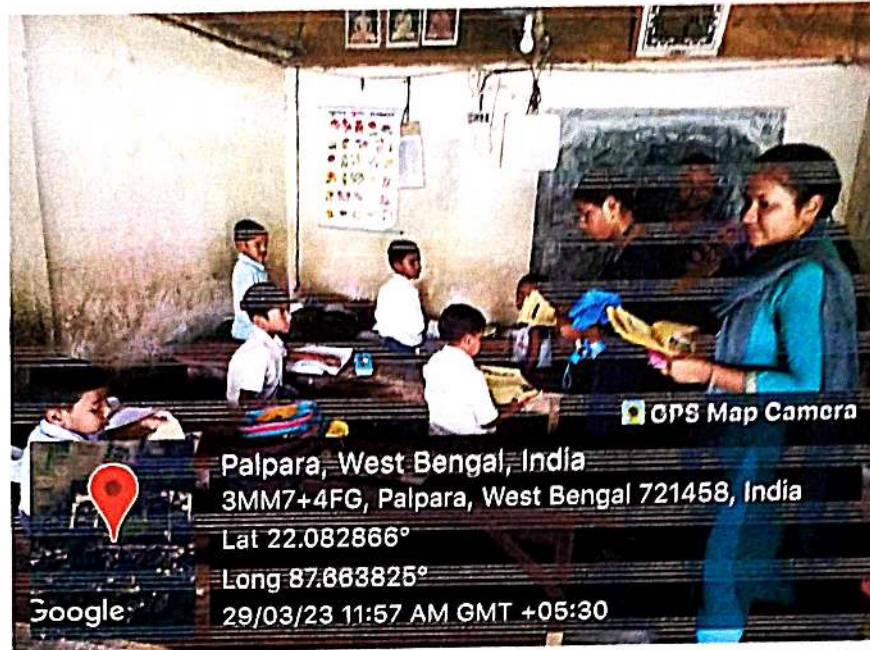 GPS Map Camera
Palpara, West Bengal, India
3MM7+4FG, Palpara, West Bengal 721458, India
Lat 22.082866°
Long 87.663825°
29/03/23 11:57 AM GMT +05:30
Google